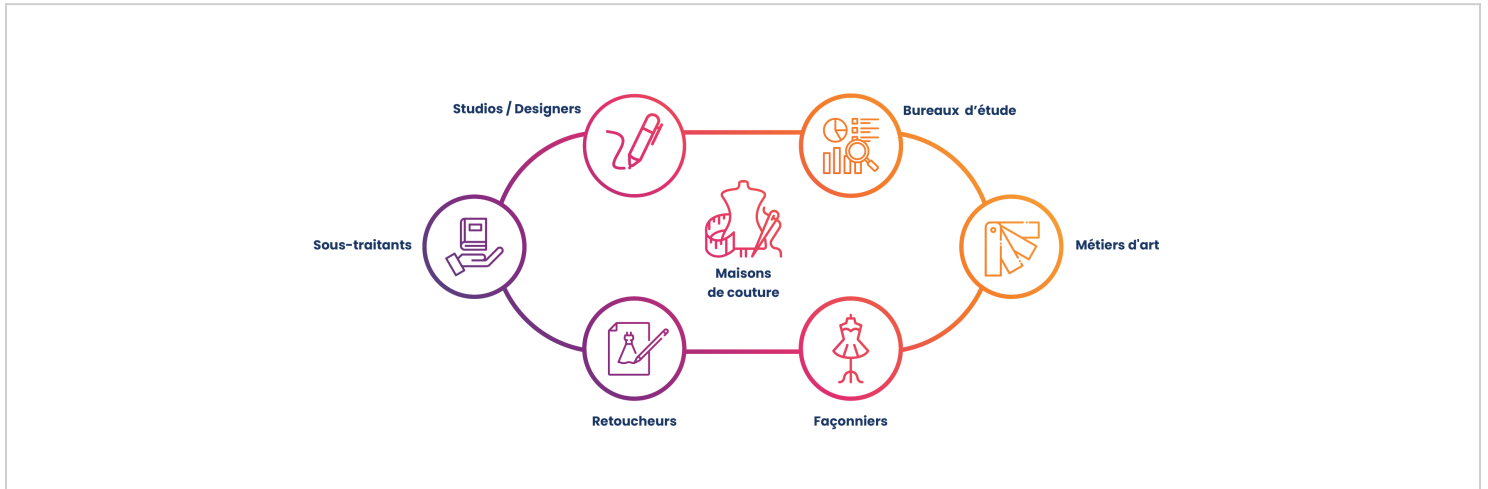 Studios / Designers
Bureaux d’étude
Sous-traitants
Métiers d'art
Maisons
de couture
Retoucheurs
Façonniers